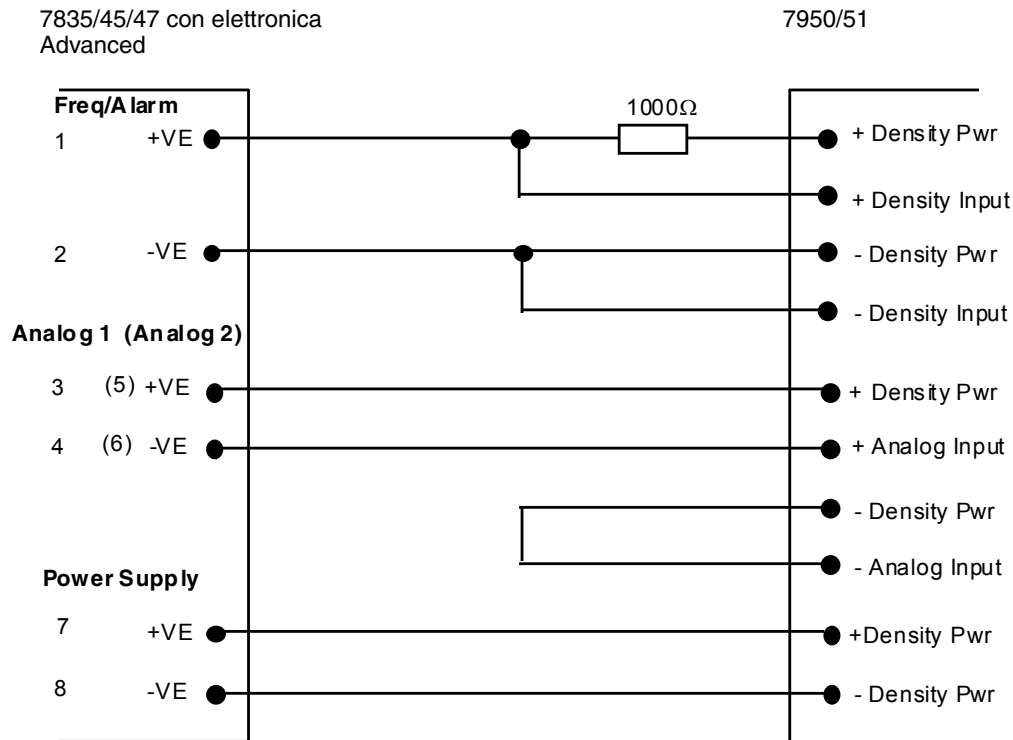 7835/45/47 con elettronica
Advanced
7950/51
Freq/Alarm
1000Ω
1 +VE
+ Density Pwr
+ Density Input
2 -VE
- Density Pwr
- Density Input
Analog 1 (Analog 2)
3 (5) +VE
+ Density Pwr
4 (6) -VE
+ Analog Input
- Density Pwr
- Analog Input
Power Supply
7 +VE
+Density Pwr
8 -VE
- Density Pwr